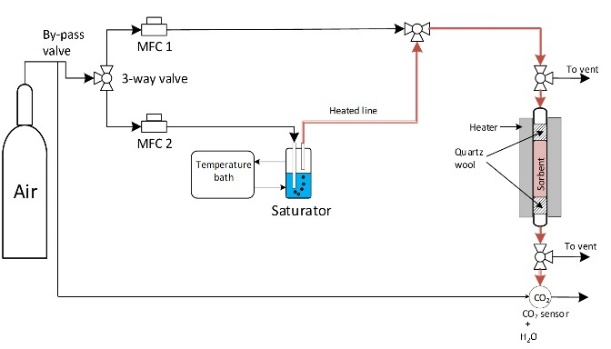 By-pass
valve
MFC 1
3-way valve
To vent
Heated line
MFC 2
Heater
Quartz
wool
Sorbent
Temperature
bath
Air
Saturator
To vent
CO₂
CO₂ sensor
+
H₂O